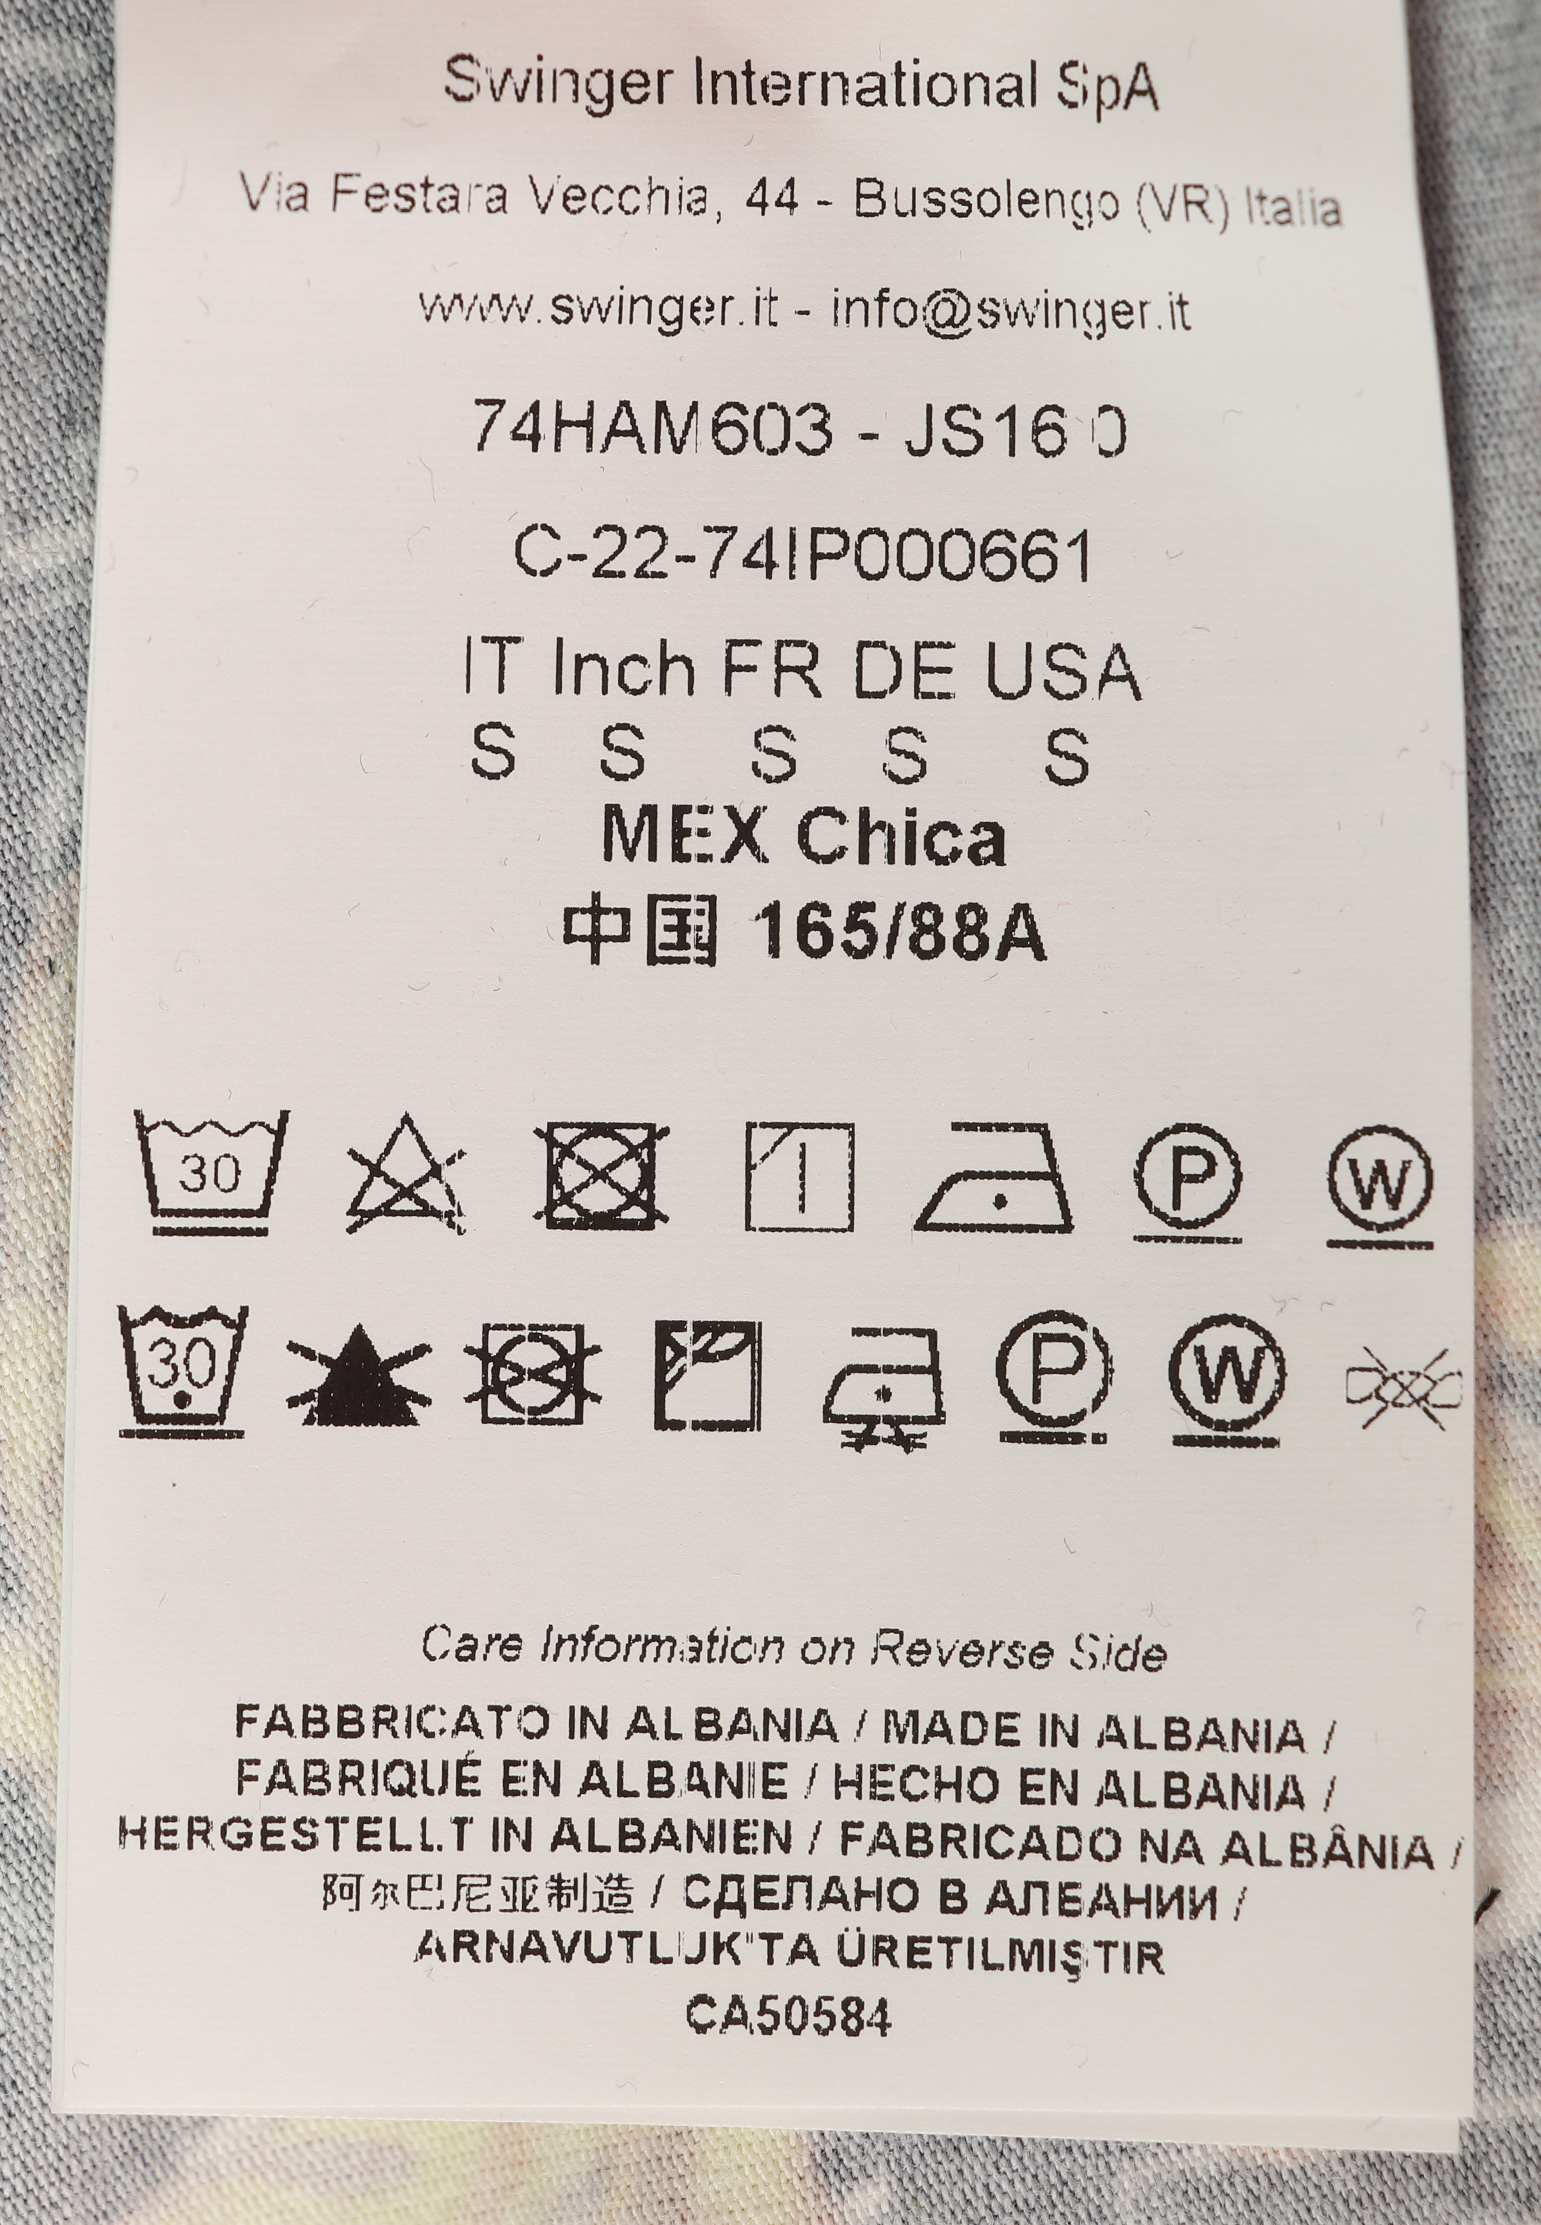 Swinger International SpA
Via Festara Vecchia, 44 - Bussolengo (VR) Italia
www.swinger.it - info@swinger.it
74HAM603 - JS160
C-22-74IP000661
IT Inch FR DE USA
S S S S S
MEX Chica
中国 165/88A
30 P W
30 P W
Care Information on Reverse Side
FABBRICATO IN ALBANIA / MADE IN ALBANIA /
FABRIQUÉ EN ALBANIE / HECHO EN ALBANIA /
HERGESTELLT IN ALBANIEN / FABRICADO NA ALBÂNIA /
阿尔巴尼亚制造 / СДЕЛАНО В АЛБАНИИ /
ARNAVUTLUK'TA ÜRETILMIŞTIR
CA50584